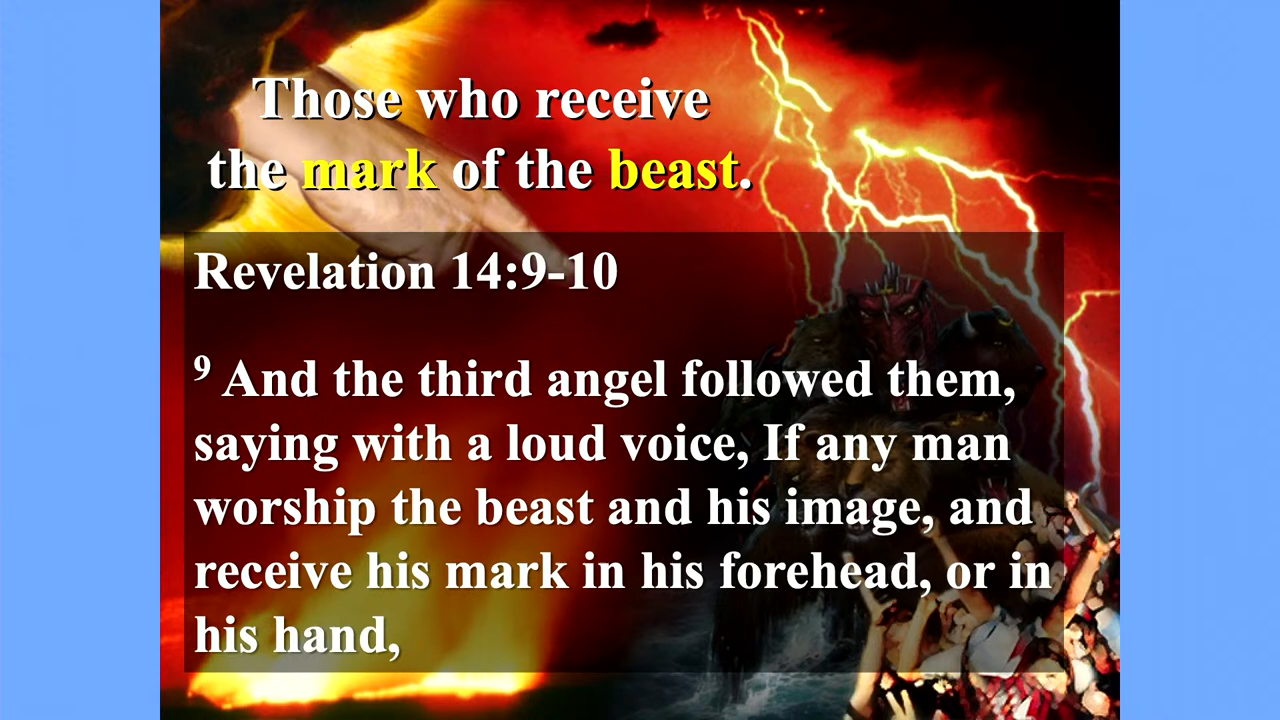 Those who receive
the mark of the beast.
Revelation 14:9-10
9 And the third angel followed them,
saying with a loud voice, If any man
worship the beast and his image, and
receive his mark in his forehead, or in
his hand,